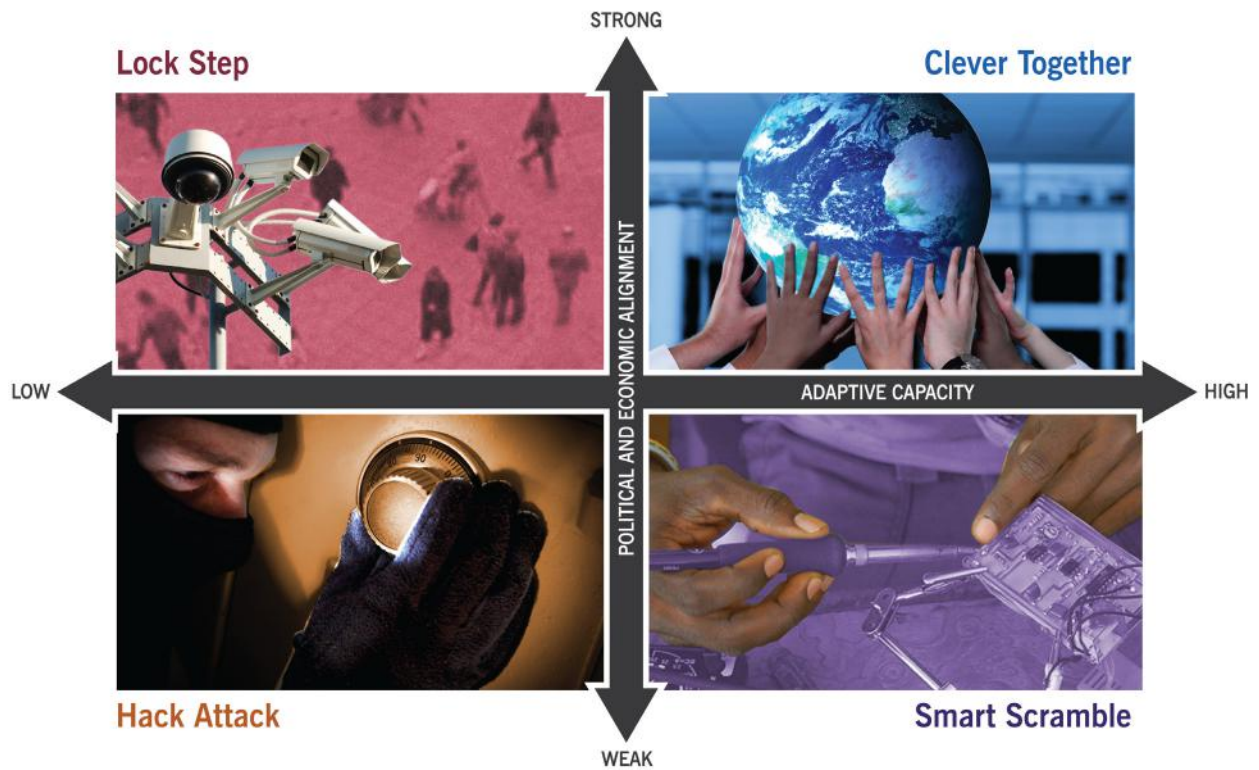 STRONG
Lock Step
Clever Together
POLITICAL AND ECONOMIC ALIGNMENT
LOW
ADAPTIVE CAPACITY
HIGH
Hack Attack
Smart Scramble
WEAK